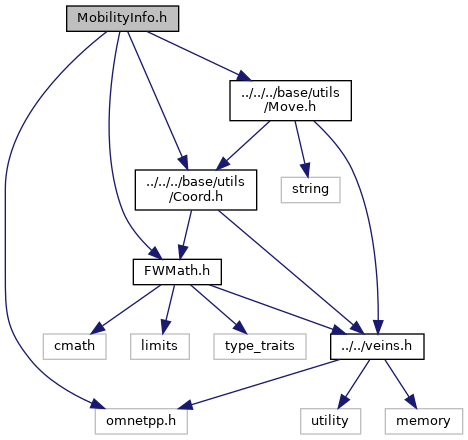 MobilityInfo.h
../../../base/utils
/Move.h
../../../base/utils
/Coord.h
string
FWMath.h
cmath
limits
type_traits
../../veins.h
omnetpp.h
utility
memory